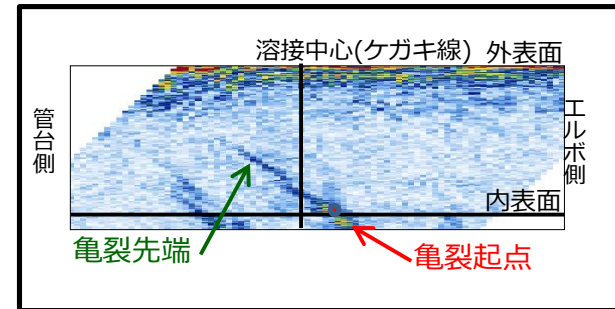 溶接中心(ケガキ線) 外表面
管台側
エルボ側
内表面
亀裂先端
亀裂起点